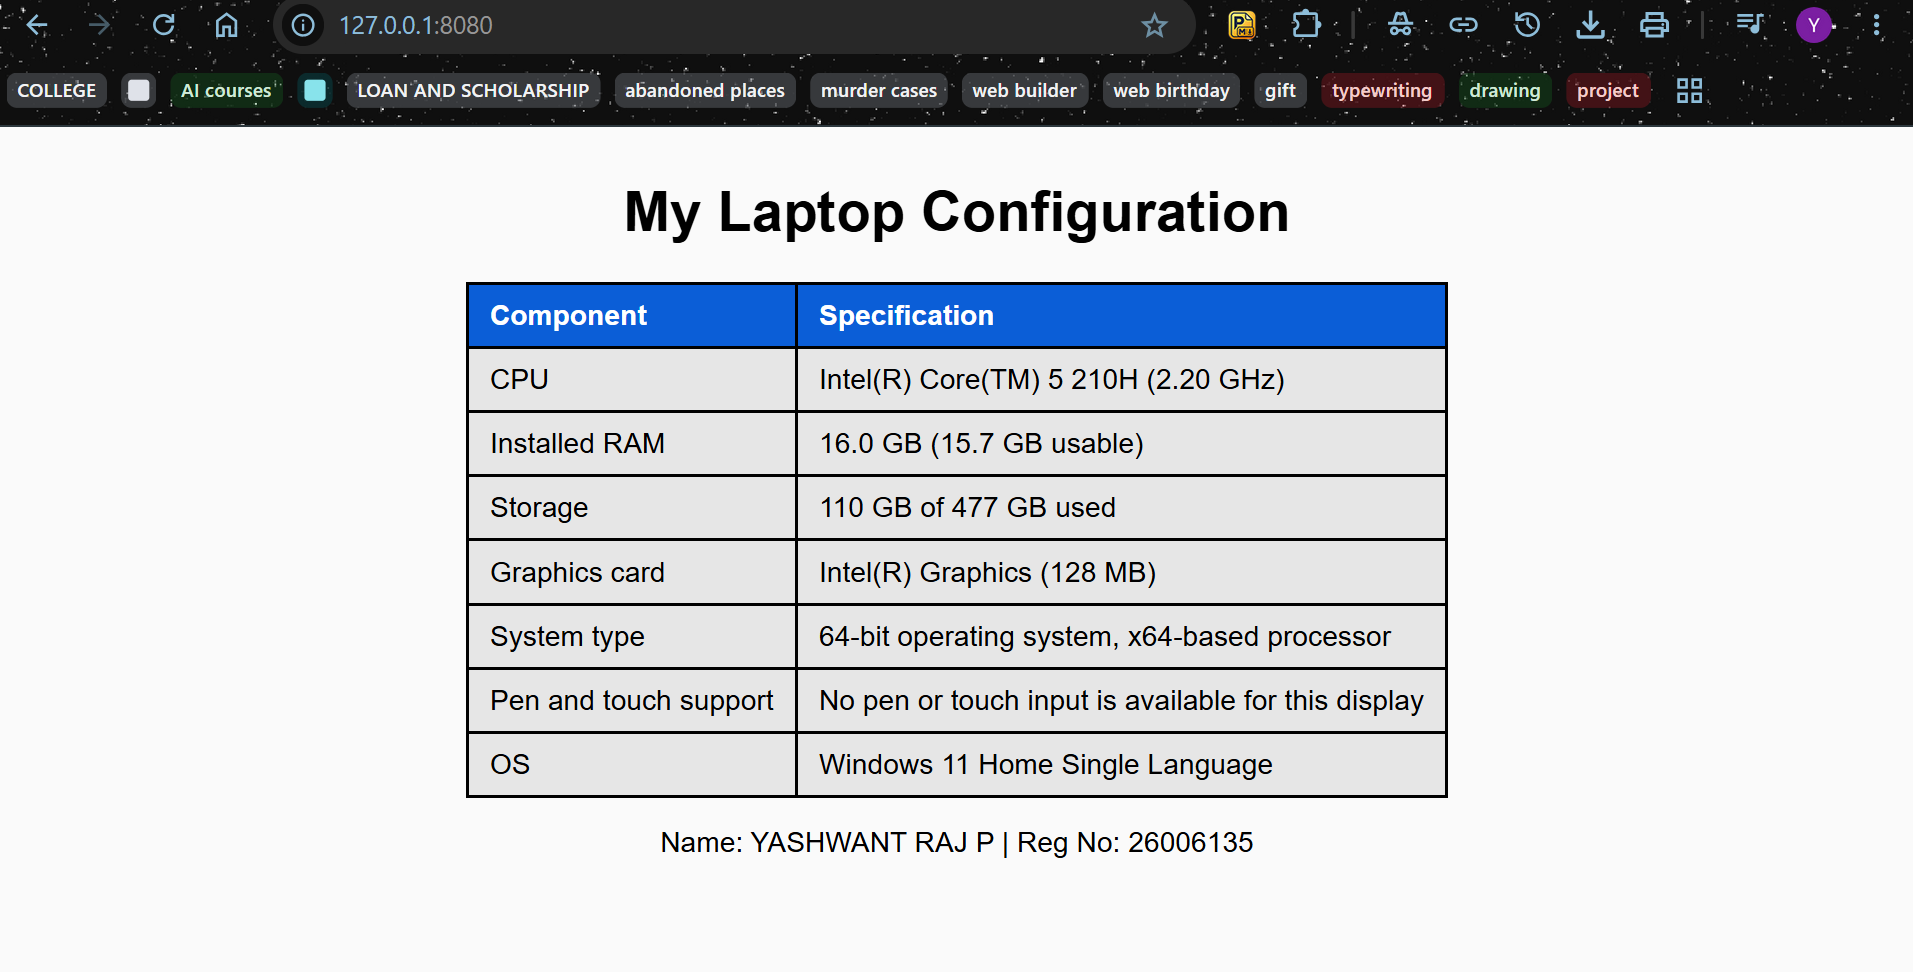 127.0.0.1:8080
Y
COLLEGE AI courses LOAN AND SCHOLARSHIP abandoned places murder cases web builder web birthday gift typewriting drawing project
My Laptop Configuration
Component Specification
CPU Intel(R) Core(TM) 5 210H (2.20 GHz)
Installed RAM 16.0 GB (15.7 GB usable)
Storage 110 GB of 477 GB used
Graphics card Intel(R) Graphics (128 MB)
System type 64-bit operating system, x64-based processor
Pen and touch support No pen or touch input is available for this display
OS Windows 11 Home Single Language
Name: YASHWANT RAJ P | Reg No: 26006135